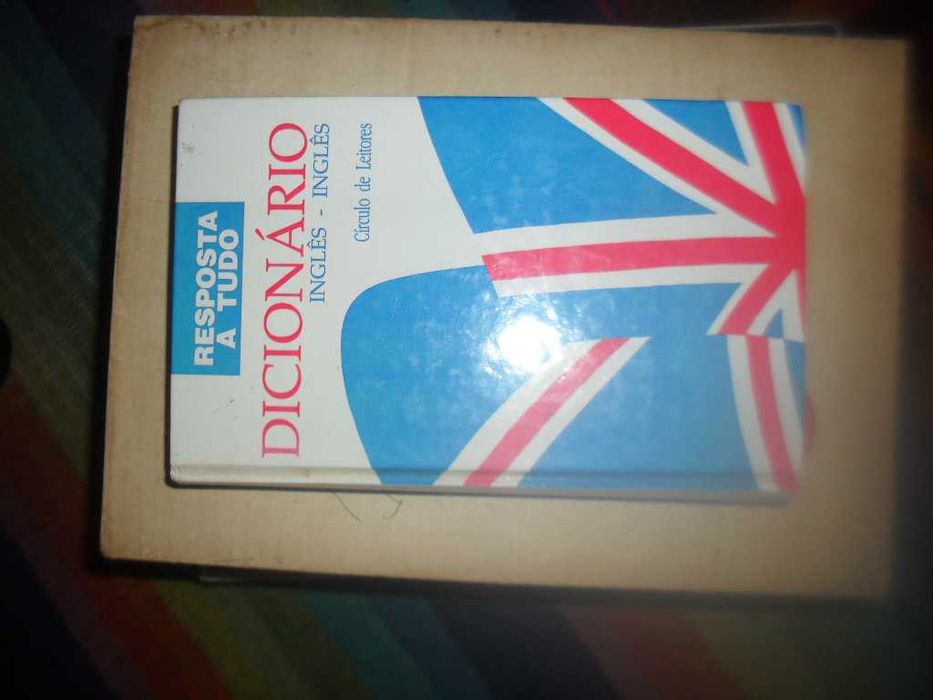 RESPOSTA
A TUDO
DICIONÁRIO
INGLÊS - INGLÊS
Círculo de Leitores